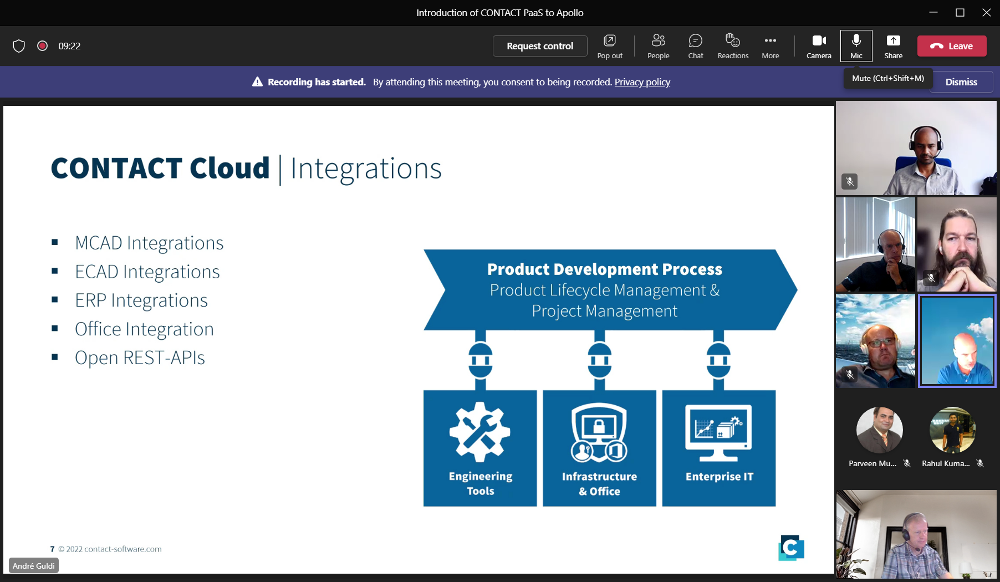 Introduction of CONTACT PaaS to Apollo
09:22
Request control
Pop out
People
Chat
Reactions
More
Camera
Mic
Share
Leave
Recording has started. By attending this meeting, you consent to being recorded. Privacy policy
Mute (Ctrl+Shift+M)
Dismiss
CONTACT Cloud | Integrations
▪ MCAD Integrations
▪ ECAD Integrations
▪ ERP Integrations
▪ Office Integration
▪ Open REST-APIs
Product Development Process
Product Lifecycle Management &
Project Management
Engineering
Tools
Infrastructure
& Office
Enterprise IT
Parveen Mu...
Rahul Kuma...
7 © 2022 contact-software.com
C
André Guldi